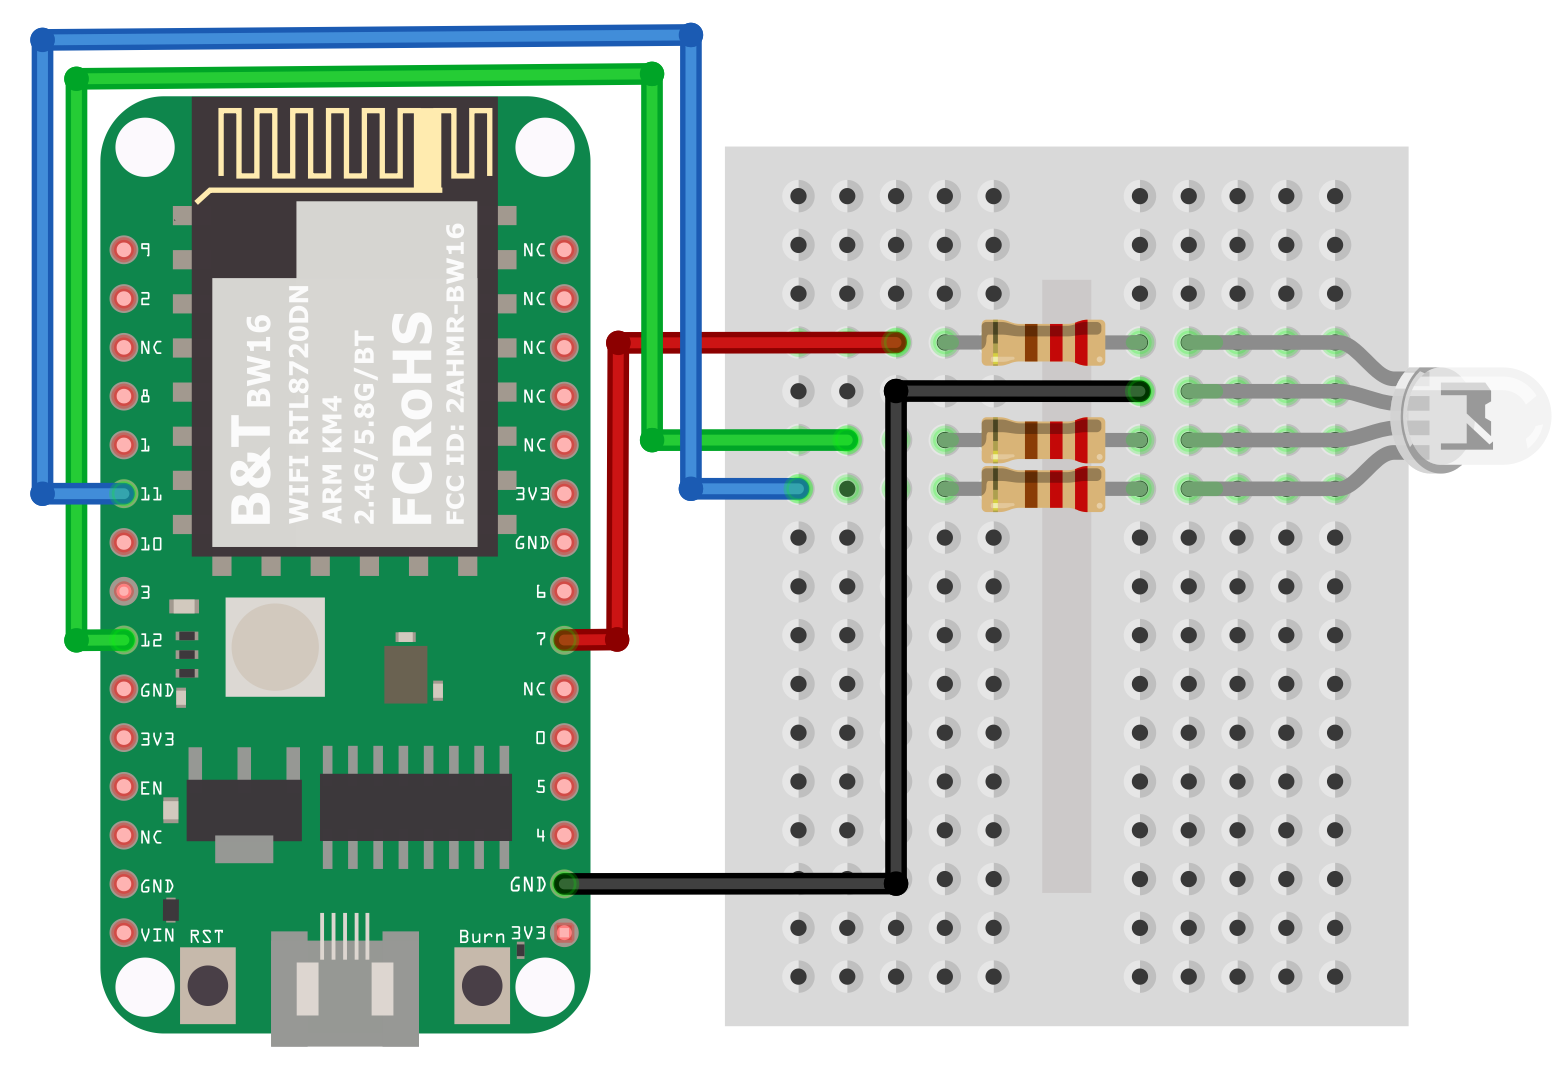 9
2
NC
8
1
11
10
3
12
GND
3V3
EN
NC
GND
VIN
RST
B&T BW16
WIFI RTL8720DN
ARM KM4
2.4G/5.8G/BT
FCRoHS
FCC ID: 2AHMR-BW16
NC
NC
NC
NC
NC
3V3
GND
6
7
NC
0
5
4
GND
3V3
Burn